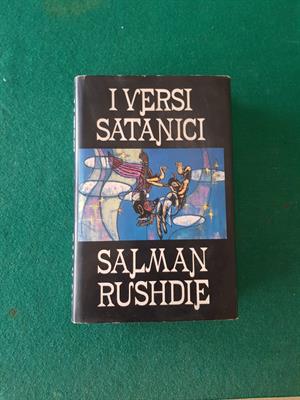 I VERSI
SATANICI
SALMAN
RUSHDIE